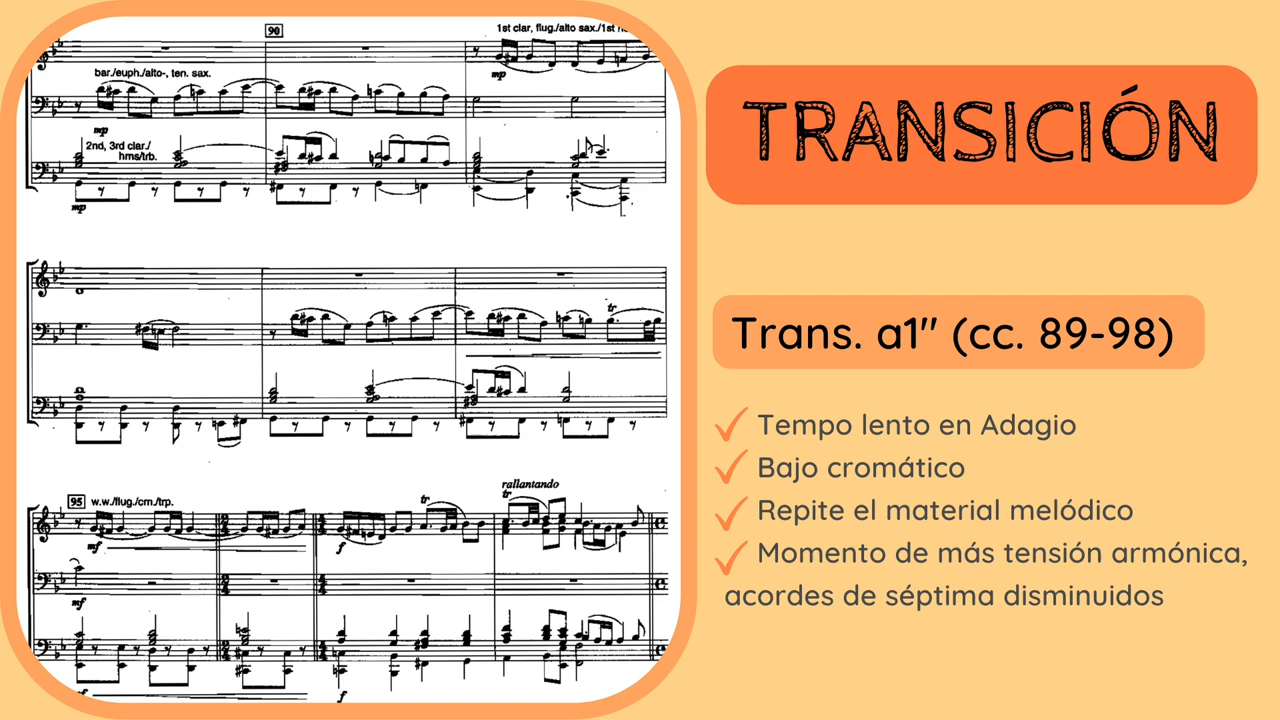 90
1st clar, flug./alto sax./1st
bar./euph./alto-, ten. sax.
mp
mp
2nd, 3rd clar./
hrns/trb.
mp
tr
95 w.w./flug./crn./trp.
rallantando
tr
tr
mf
f
mf
f
TRANSICIÓN
Trans. a1" (cc. 89-98)
Tempo lento en Adagio
Bajo cromático
Repite el material melódico
Momento de más tensión armónica,
acordes de séptima disminuidos